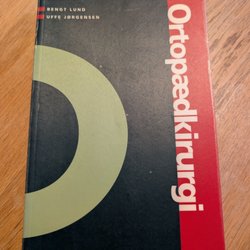 BENGT LUND
UFFE JØRGENSEN
Ortopædkirurgi